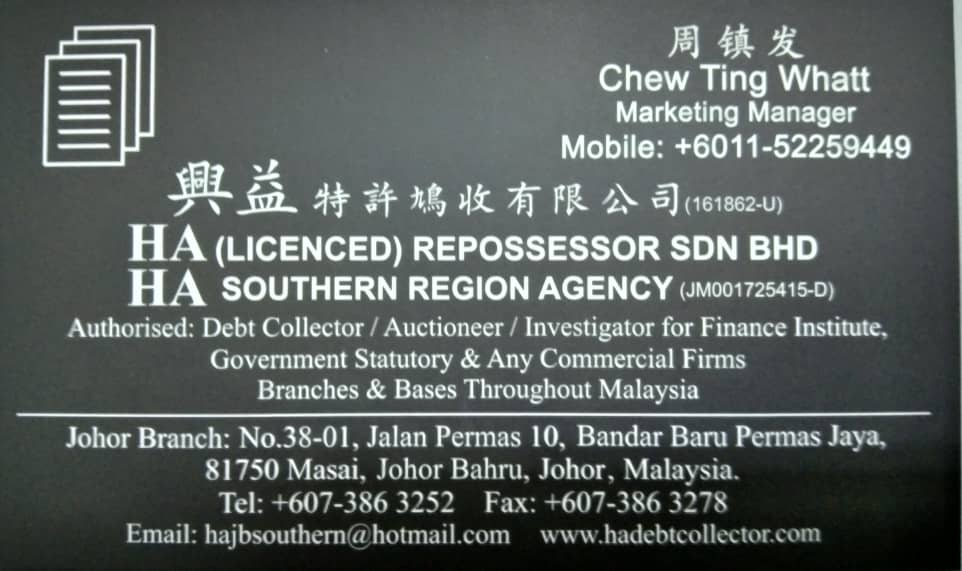 周镇发
Chew Ting Whatt
Marketing Manager
Mobile: +6011-52259449
興益 特許鳩收有限公司(161862-U)
HA (LICENCED) REPOSSESSOR SDN BHD
HA SOUTHERN REGION AGENCY (JM001725415-D)
Authorised: Debt Collector / Auctioneer / Investigator for Finance Institute,
Government Statutory & Any Commercial Firms
Branches & Bases Throughout Malaysia
Johor Branch: No.38-01, Jalan Permas 10, Bandar Baru Permas Jaya,
81750 Masai, Johor Bahru, Johor, Malaysia.
Tel: +607-386 3252 Fax: +607-386 3278
Email: hajbsouthern@hotmail.com www.hadebtcollector.com